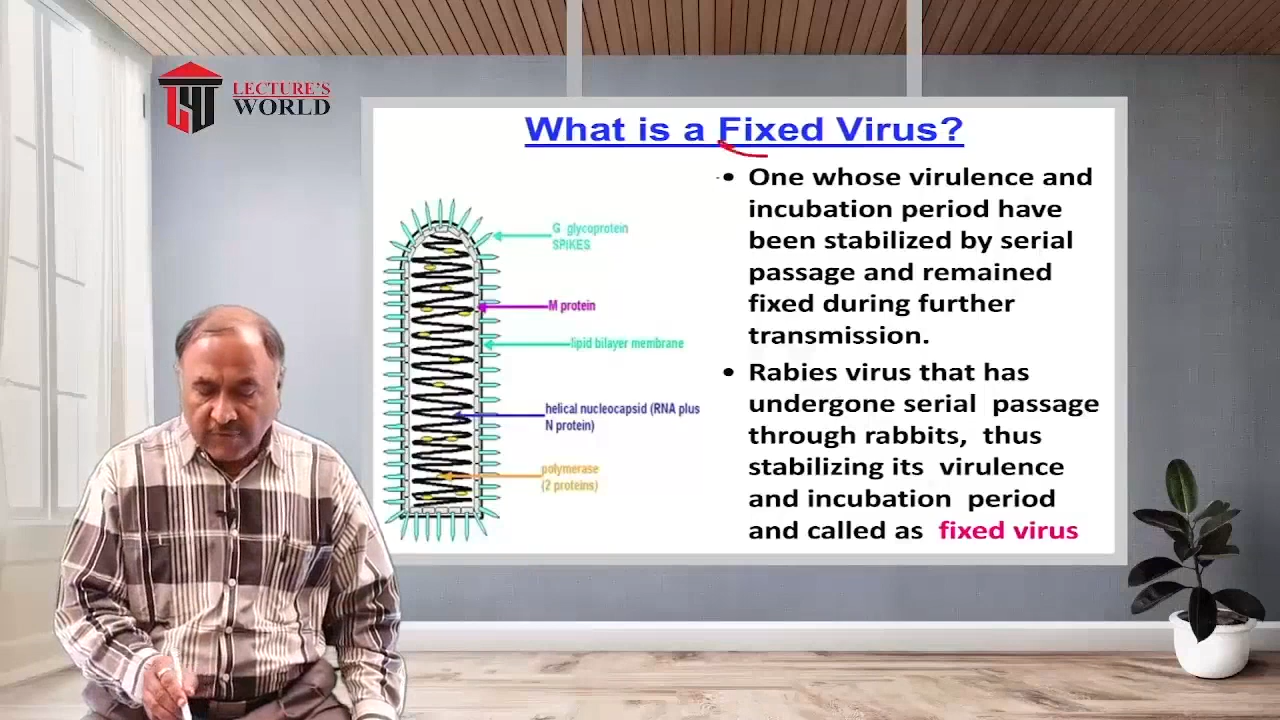 LECTURE'S
WORLD
What is a Fixed Virus?
• One whose virulence and
incubation period have
been stabilized by serial
passage and remained
fixed during further
transmission.
• Rabies virus that has
undergone serial passage
through rabbits, thus
stabilizing its virulence
and incubation period
and called as fixed virus
G glycoprotein
SPIKES
M protein
lipid bilayer membrane
helical nucleocapsid (RNA plus
N protein)
polymerase
(2 proteins)